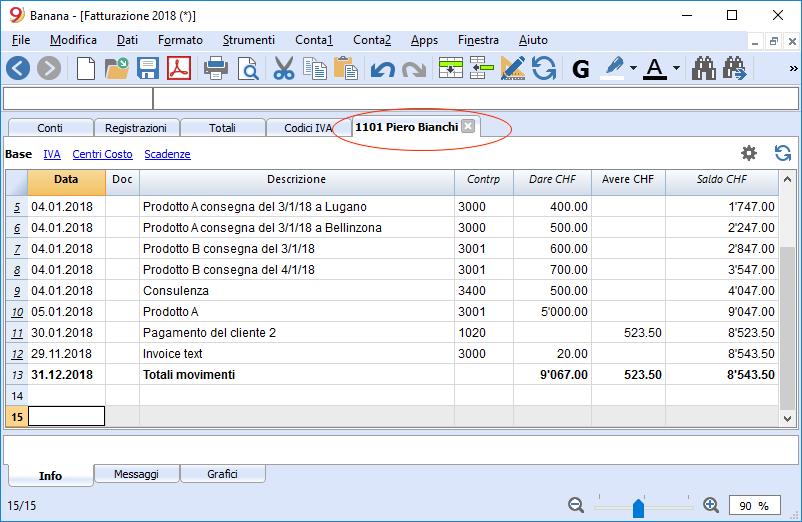 Banana - [Fatturazione 2018 (*)]
File Modifica Dati Formato Strumenti Conta1 Conta2 Apps Finestra Aiuto
G A »
Conti Registrazioni Totali Codici IVA 1101 Piero Bianchi
Base IVA Centri Costo Scadenze
Data Doc Descrizione Contrp Dare CHF Avere CHF Saldo CHF
5 04.01.2018 Prodotto A consegna del 3/1/18 a Lugano 3000 400.00 1'747.00
6 04.01.2018 Prodotto A consegna del 3/1/18 a Bellinzona 3000 500.00 2'247.00
7 04.01.2018 Prodotto B consegna del 3/1/18 3001 600.00 2'847.00
8 04.01.2018 Prodotto B consegna del 4/1/18 3001 700.00 3'547.00
9 04.01.2018 Consulenza 3400 500.00 4'047.00
10 05.01.2018 Prodotto A 3001 5'000.00 9'047.00
11 30.01.2018 Pagamento del cliente 2 1020 523.50 8'523.50
12 29.11.2018 Invoice text 3000 20.00 8'543.50
13 31.12.2018 Totali movimenti 9'067.00 523.50 8'543.50
14
15
Info Messaggi Grafici
15/15 90 %